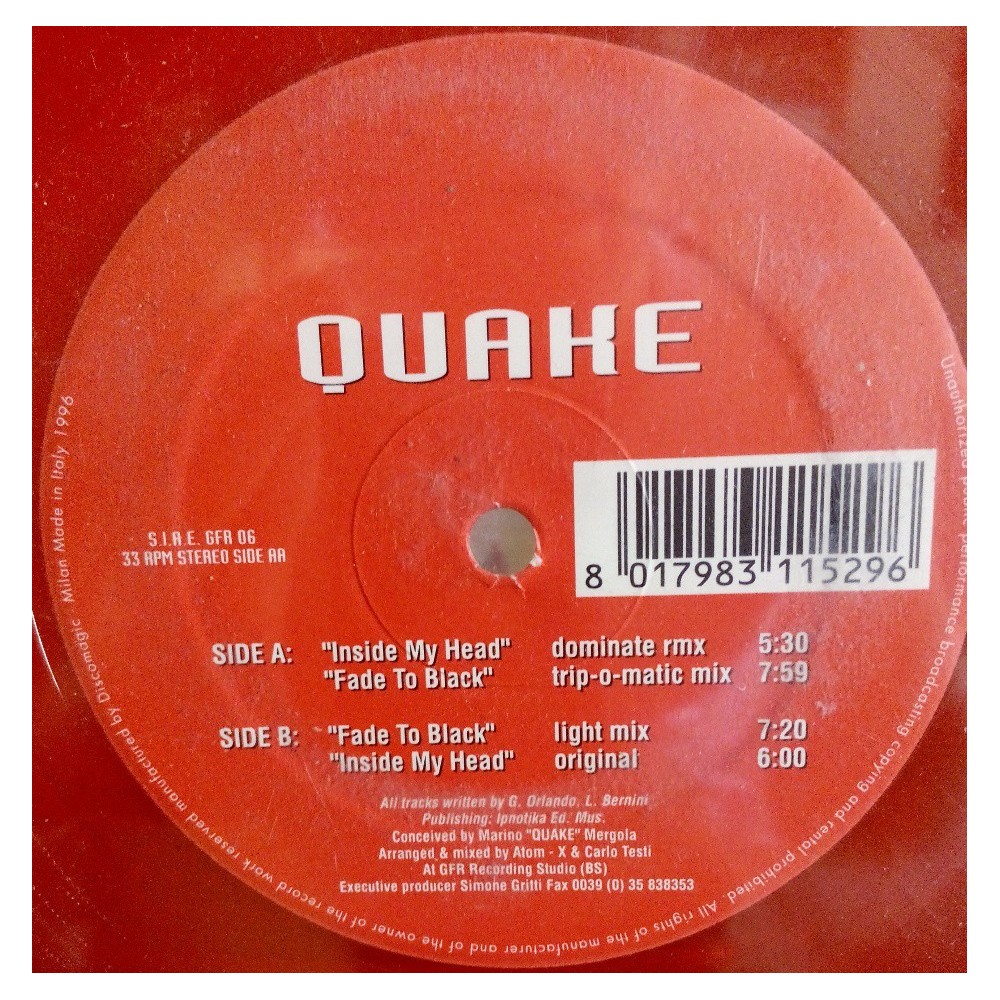 QUAKE
S.I.A.E. GFR 06
33 RPM STEREO SIDE AA
8 017983 115296
SIDE A: "Inside My Head" dominate rmx 5:30
"Fade To Black" trip-o-matic mix 7:59
SIDE B: "Fade To Black" light mix 7:20
"Inside My Head" original 6:00
All tracks written by G. Orlando, L. Bernini
Publishing: Ipnotika Ed. Mus.
Conceived by Marino "QUAKE" Mergola
Arranged & mixed by Atom - X & Carlo Testi
At GFR Recording Studio (BS)
Executive producer Simone Gritti Fax 0039 (0) 35 838353
Unauthorized public performance broadcasting copying and rental prohibited. All rights of the manufacturer and of the owner of the record work reserved manufactured by Discomagic Milan Made in Italy 1996